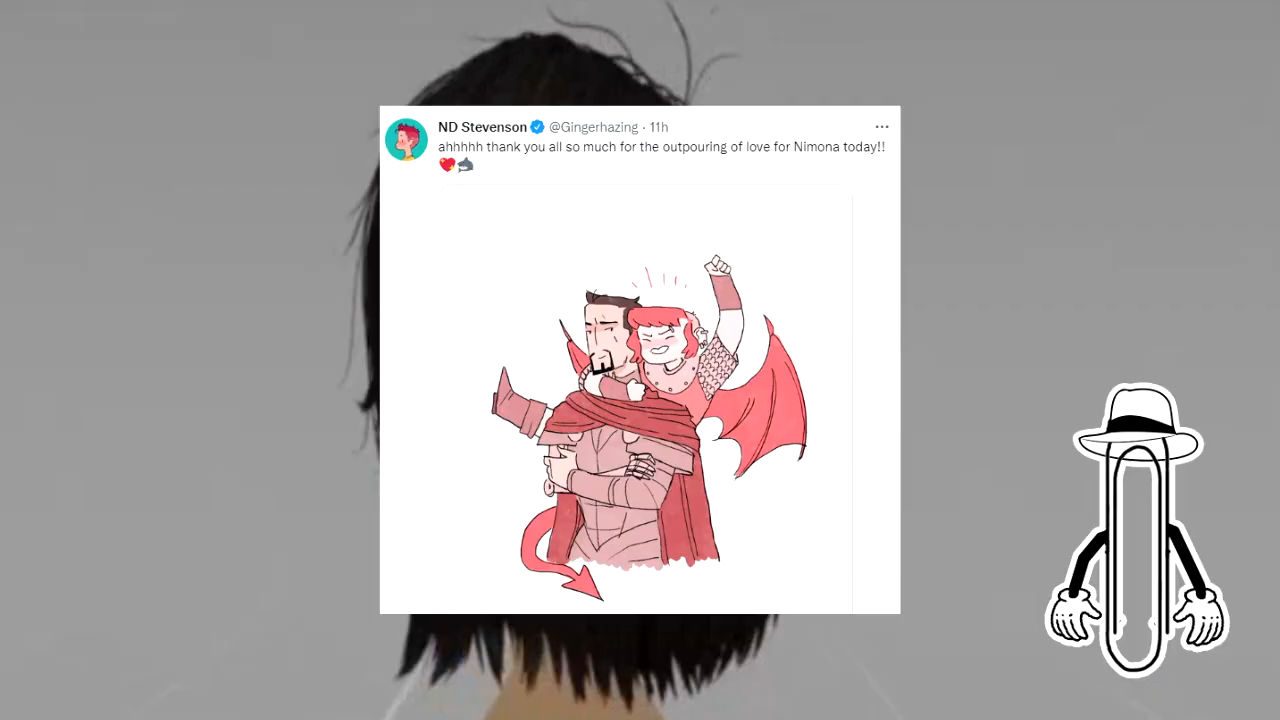 ND Stevenson @Gingerhazing · 11h
ahhhhh thank you all so much for the outpouring of love for Nimona today!!
💖🦈